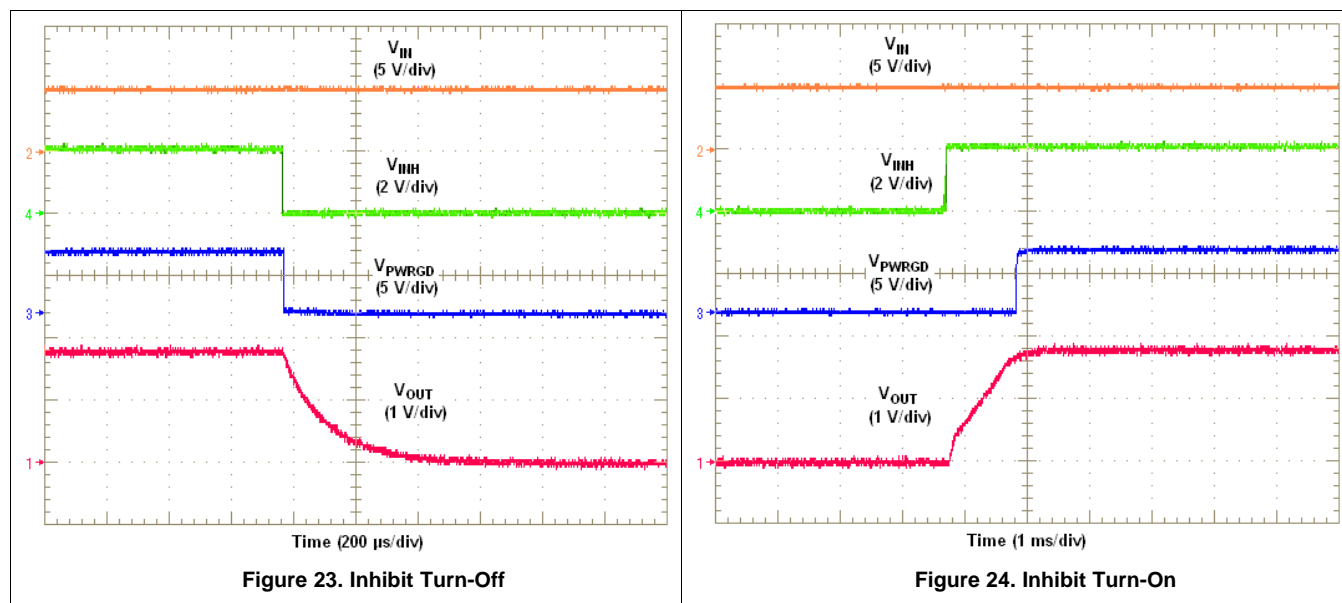 VIN
(5 V/div)
2
VINH
(2 V/div)
4
VPWRGD
(5 V/div)
3
VOUT
(1 V/div)
1
Time (200 µs/div)
Figure 23. Inhibit Turn-Off
VIN
(5 V/div)
2
VINH
(2 V/div)
4
VPWRGD
(5 V/div)
3
VOUT
(1 V/div)
1
Time (1 ms/div)
Figure 24. Inhibit Turn-On